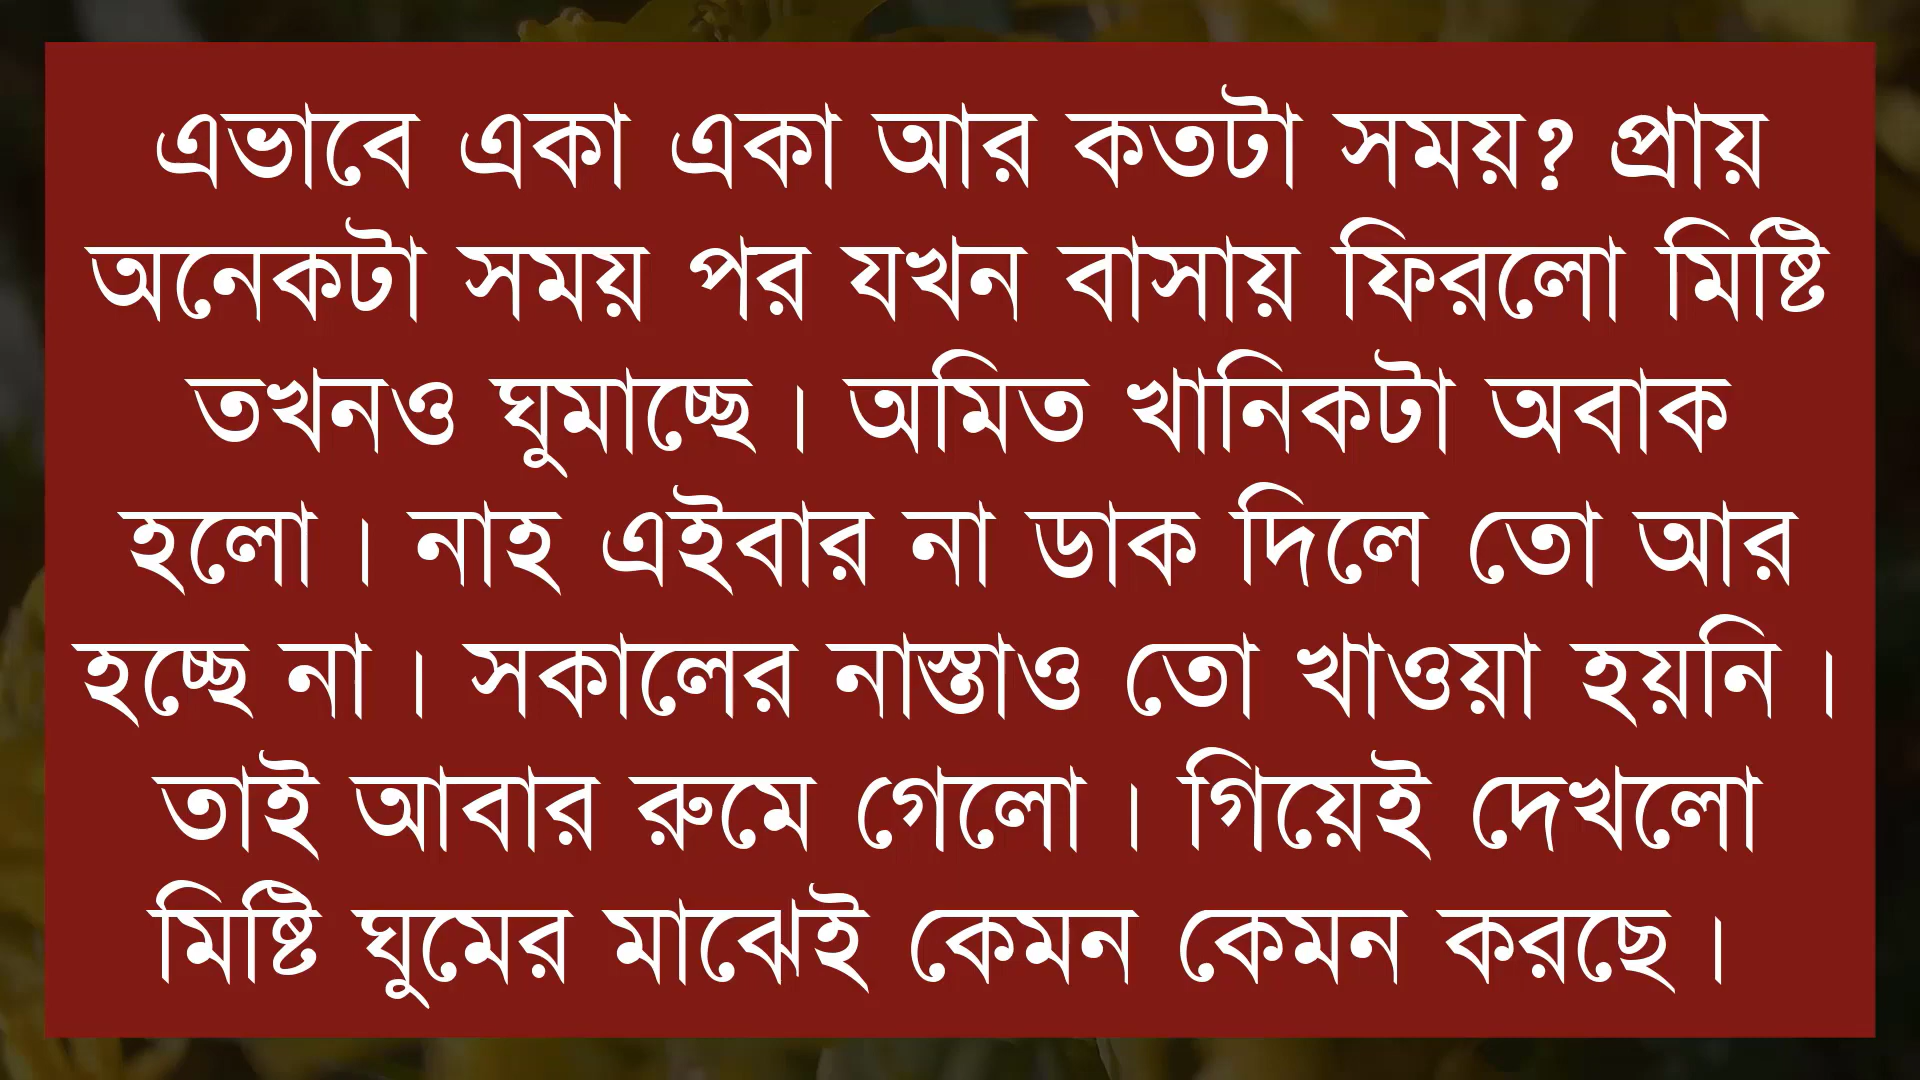 এভাবে একা একা আর কতটা সময়? প্রায়
অনেকটা সময় পর যখন বাসায় ফিরলো মিষ্টি
তখনও ঘুমাচ্ছে। অমিত খানিকটা অবাক
হলো। নাহ এইবার না ডাক দিলে তো আর
হচ্ছে না। সকালের নাস্তাও তো খাওয়া হয়নি।
তাই আবার রুমে গেলো। গিয়েই দেখলো
মিষ্টি ঘুমের মাঝেই কেমন কেমন করছে।